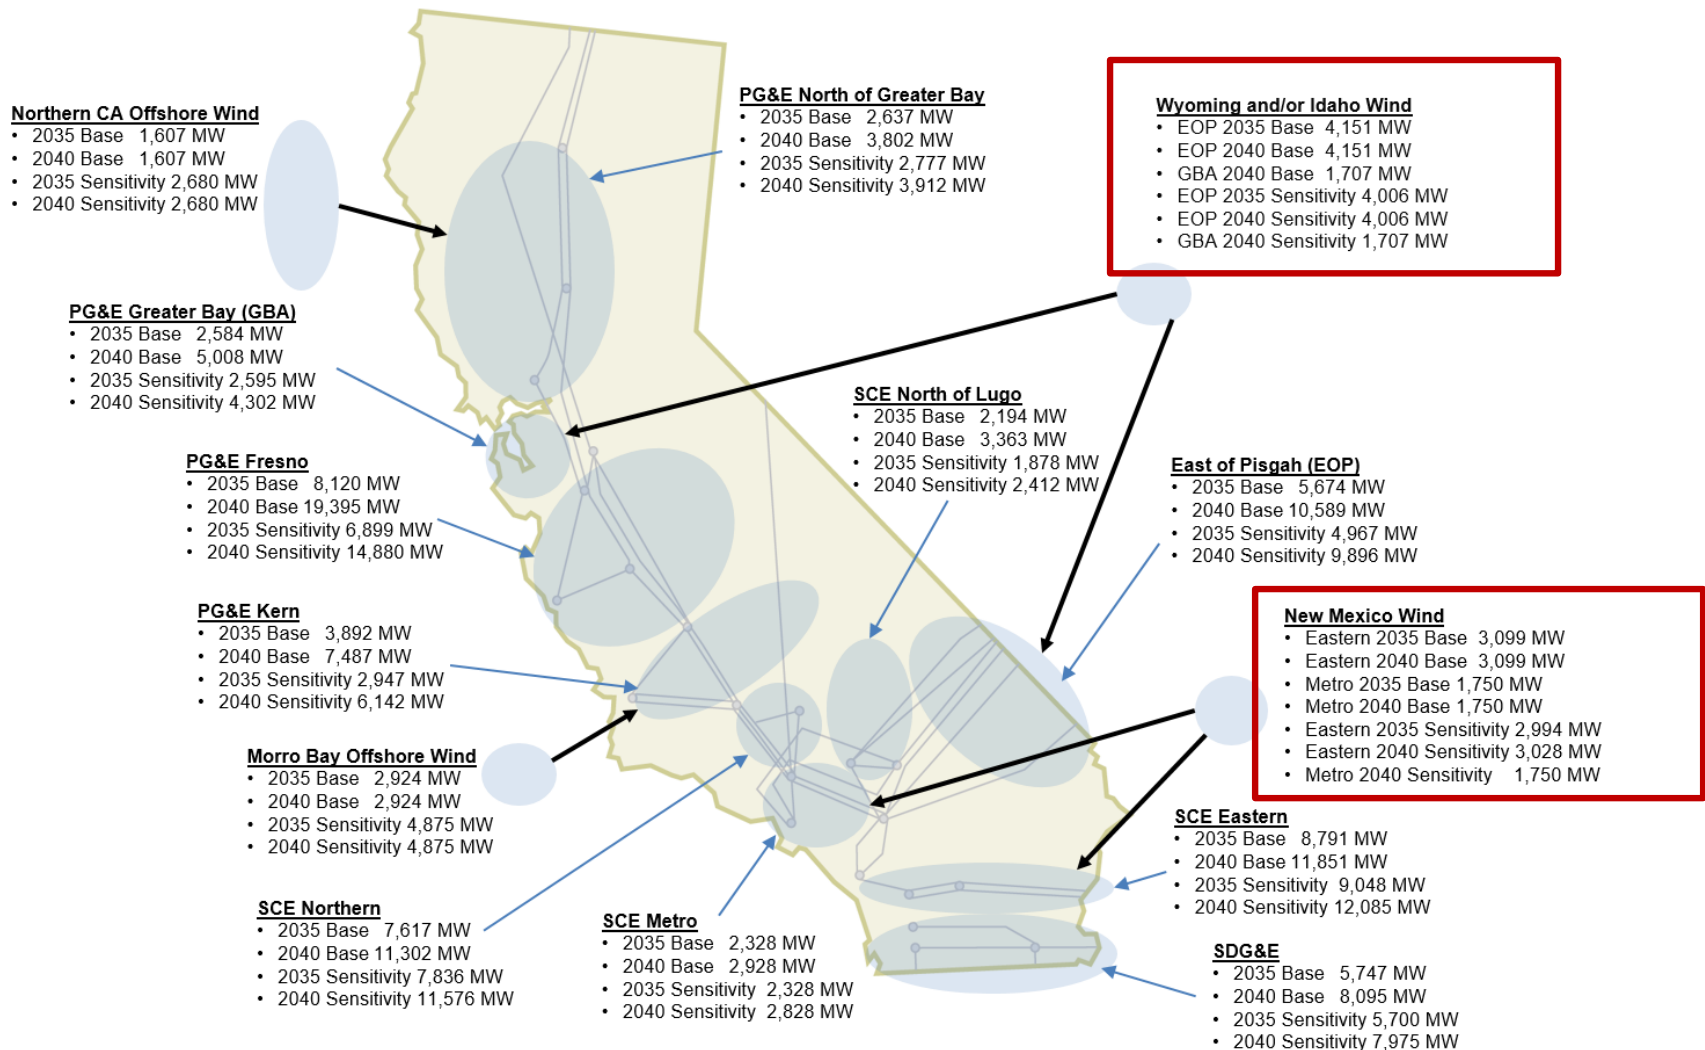 Northern CA Offshore Wind
• 2035 Base 1,607 MW
• 2040 Base 1,607 MW
• 2035 Sensitivity 2,680 MW
• 2040 Sensitivity 2,680 MW
PG&E North of Greater Bay
• 2035 Base 2,637 MW
• 2040 Base 3,802 MW
• 2035 Sensitivity 2,777 MW
• 2040 Sensitivity 3,912 MW
Wyoming and/or Idaho Wind
• EOP 2035 Base 4,151 MW
• EOP 2040 Base 4,151 MW
• GBA 2040 Base 1,707 MW
• EOP 2035 Sensitivity 4,006 MW
• EOP 2040 Sensitivity 4,006 MW
• GBA 2040 Sensitivity 1,707 MW
PG&E Greater Bay (GBA)
• 2035 Base 2,584 MW
• 2040 Base 5,008 MW
• 2035 Sensitivity 2,595 MW
• 2040 Sensitivity 4,302 MW
SCE North of Lugo
• 2035 Base 2,194 MW
• 2040 Base 3,363 MW
• 2035 Sensitivity 1,878 MW
• 2040 Sensitivity 2,412 MW
PG&E Fresno
• 2035 Base 8,120 MW
• 2040 Base 19,395 MW
• 2035 Sensitivity 6,899 MW
• 2040 Sensitivity 14,880 MW
East of Pisgah (EOP)
• 2035 Base 5,674 MW
• 2040 Base 10,589 MW
• 2035 Sensitivity 4,967 MW
• 2040 Sensitivity 9,896 MW
PG&E Kern
• 2035 Base 3,892 MW
• 2040 Base 7,487 MW
• 2035 Sensitivity 2,947 MW
• 2040 Sensitivity 6,142 MW
New Mexico Wind
• Eastern 2035 Base 3,099 MW
• Eastern 2040 Base 3,099 MW
• Metro 2035 Base 1,750 MW
• Metro 2040 Base 1,750 MW
• Eastern 2035 Sensitivity 2,994 MW
• Eastern 2040 Sensitivity 3,028 MW
• Metro 2040 Sensitivity 1,750 MW
Morro Bay Offshore Wind
• 2035 Base 2,924 MW
• 2040 Base 2,924 MW
• 2035 Sensitivity 4,875 MW
• 2040 Sensitivity 4,875 MW
SCE Eastern
• 2035 Base 8,791 MW
• 2040 Base 11,851 MW
• 2035 Sensitivity 9,048 MW
• 2040 Sensitivity 12,085 MW
SCE Northern
• 2035 Base 7,617 MW
• 2040 Base 11,302 MW
• 2035 Sensitivity 7,836 MW
• 2040 Sensitivity 11,576 MW
SCE Metro
• 2035 Base 2,328 MW
• 2040 Base 2,928 MW
• 2035 Sensitivity 2,328 MW
• 2040 Sensitivity 2,828 MW
SDG&E
• 2035 Base 5,747 MW
• 2040 Base 8,095 MW
• 2035 Sensitivity 5,700 MW
• 2040 Sensitivity 7,975 MW